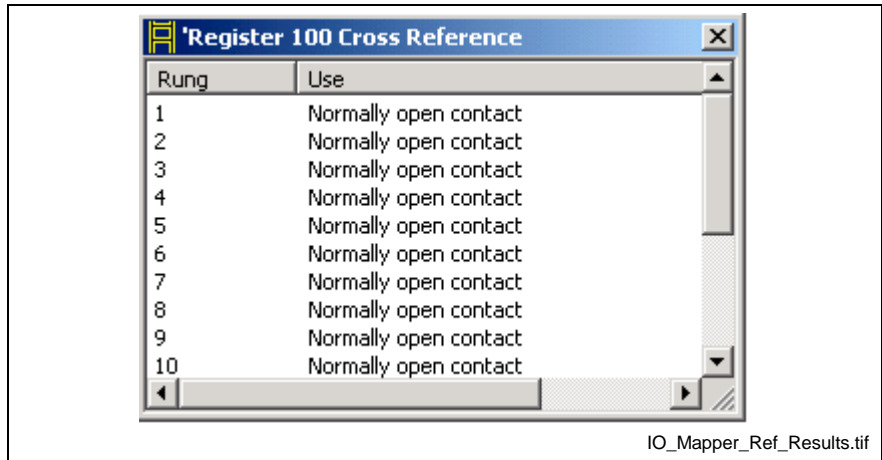 'Register 100 Cross Reference
Rung Use
1 Normally open contact
2 Normally open contact
3 Normally open contact
4 Normally open contact
5 Normally open contact
6 Normally open contact
7 Normally open contact
8 Normally open contact
9 Normally open contact
10 Normally open contact
IO_Mapper_Ref_Results.tif